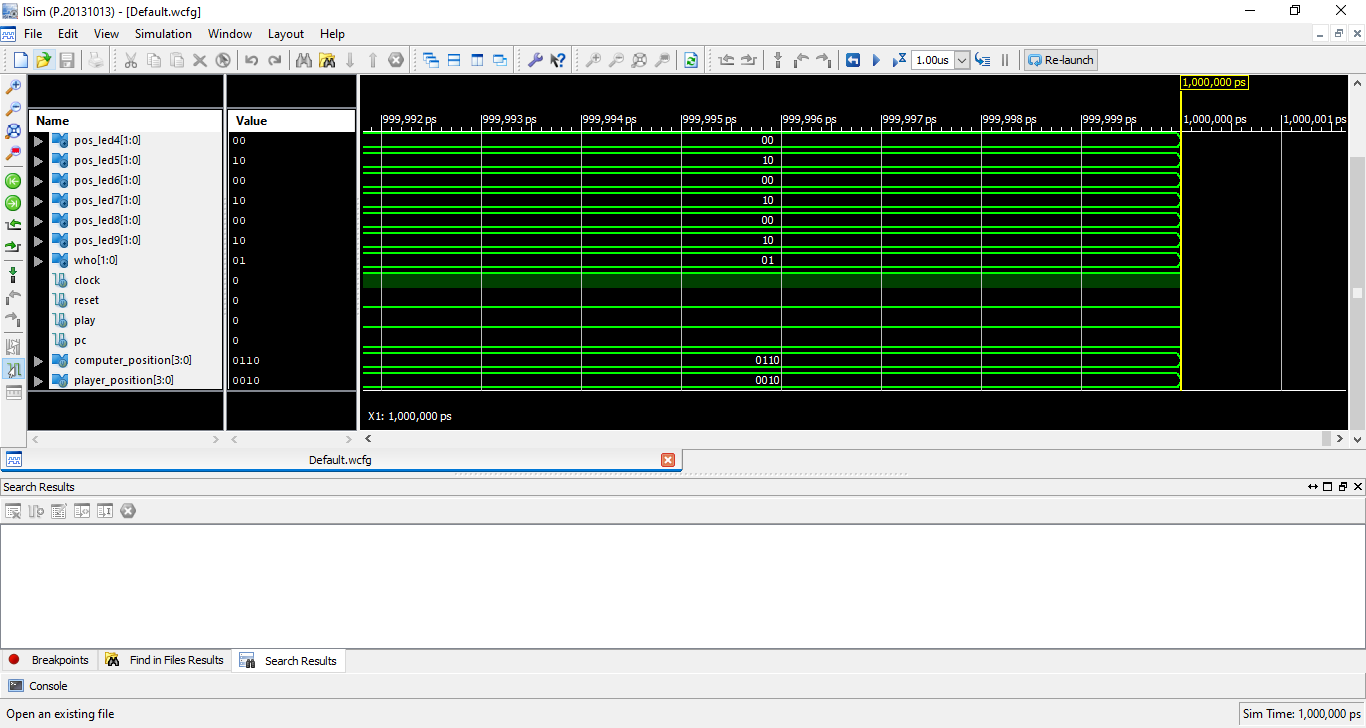 ISim (P.20131013) - [Default.wcfg]
File Edit View Simulation Window Layout Help
1.00us Re-launch
1,000,000 ps
Name Value
999,992 ps 999,993 ps 999,994 ps 999,995 ps 999,996 ps 999,997 ps 999,998 ps 999,999 ps 1,000,000 ps 1,000,001 ps
pos_led4[1:0] 00 00
pos_led5[1:0] 10 10
pos_led6[1:0] 00 00
pos_led7[1:0] 10 10
pos_led8[1:0] 00 00
pos_led9[1:0] 10 10
who[1:0] 01 01
clock 0
reset 0
play 0
pc 0
computer_position[3:0] 0110 0110
player_position[3:0] 0010 0010
X1: 1,000,000 ps
Default.wcfg
Search Results
Breakpoints Find in Files Results Search Results
Console
Open an existing file Sim Time: 1,000,000 ps